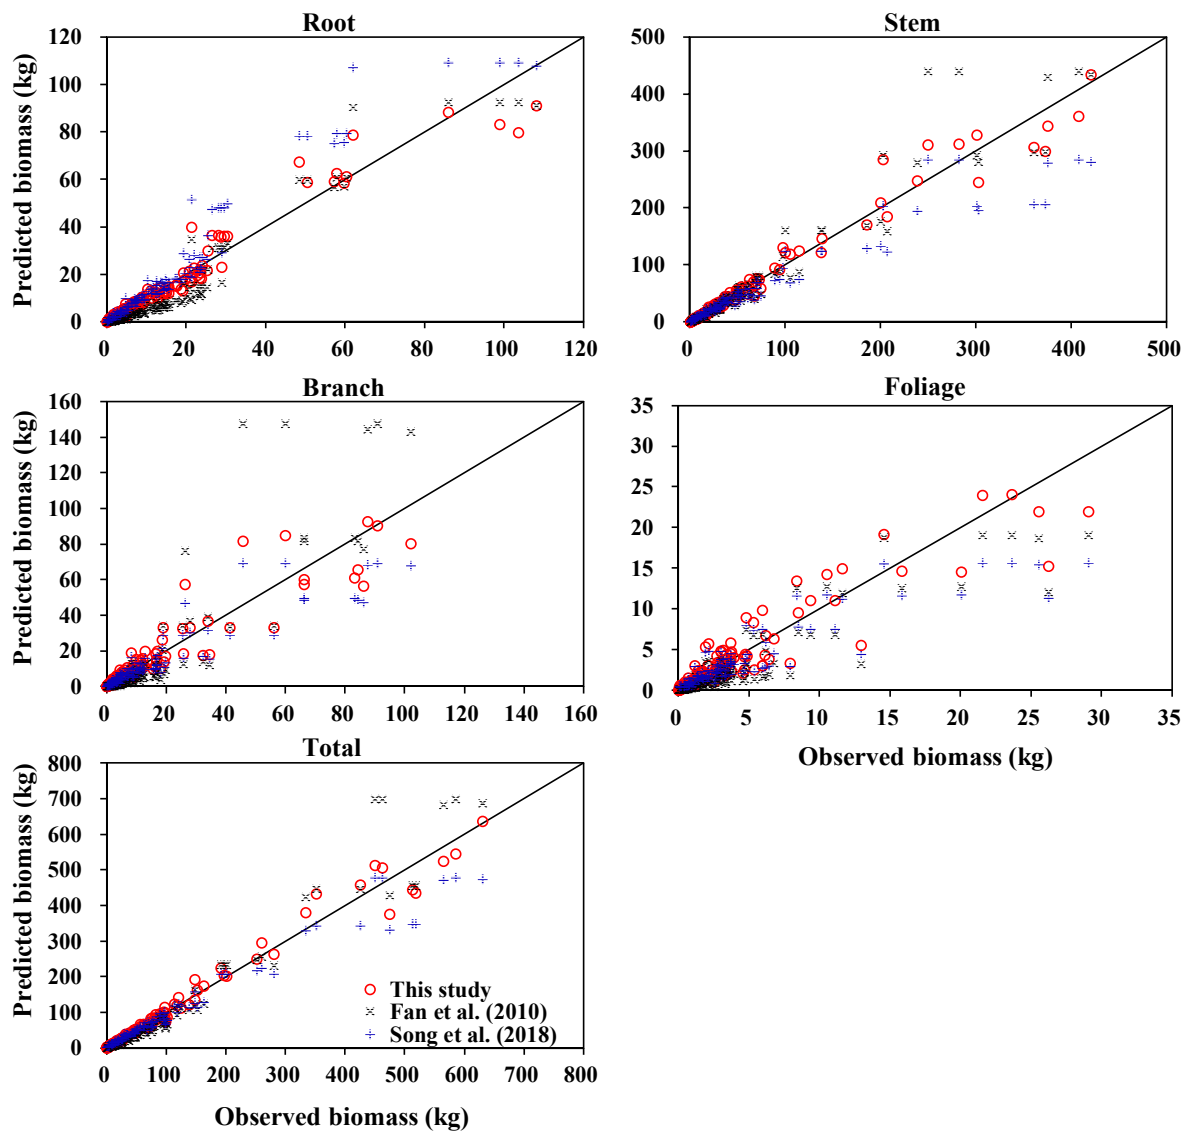 Root
Predicted biomass (kg)
120
100
80
60
40
20
0
0 20 40 60 80 100 120
Stem
500
400
300
200
100
0
0 100 200 300 400 500
Branch
Predicted biomass (kg)
160
140
120
100
80
60
40
20
0
0 20 40 60 80 100 120 140 160
Foliage
35
30
25
20
15
10
5
0
0 5 10 15 20 25 30 35
Observed biomass (kg)
Total
Predicted biomass (kg)
800
700
600
500
400
300
200
100
0
0 100 200 300 400 500 600 700 800
This study
Fan et al. (2010)
Song et al. (2018)
Observed biomass (kg)